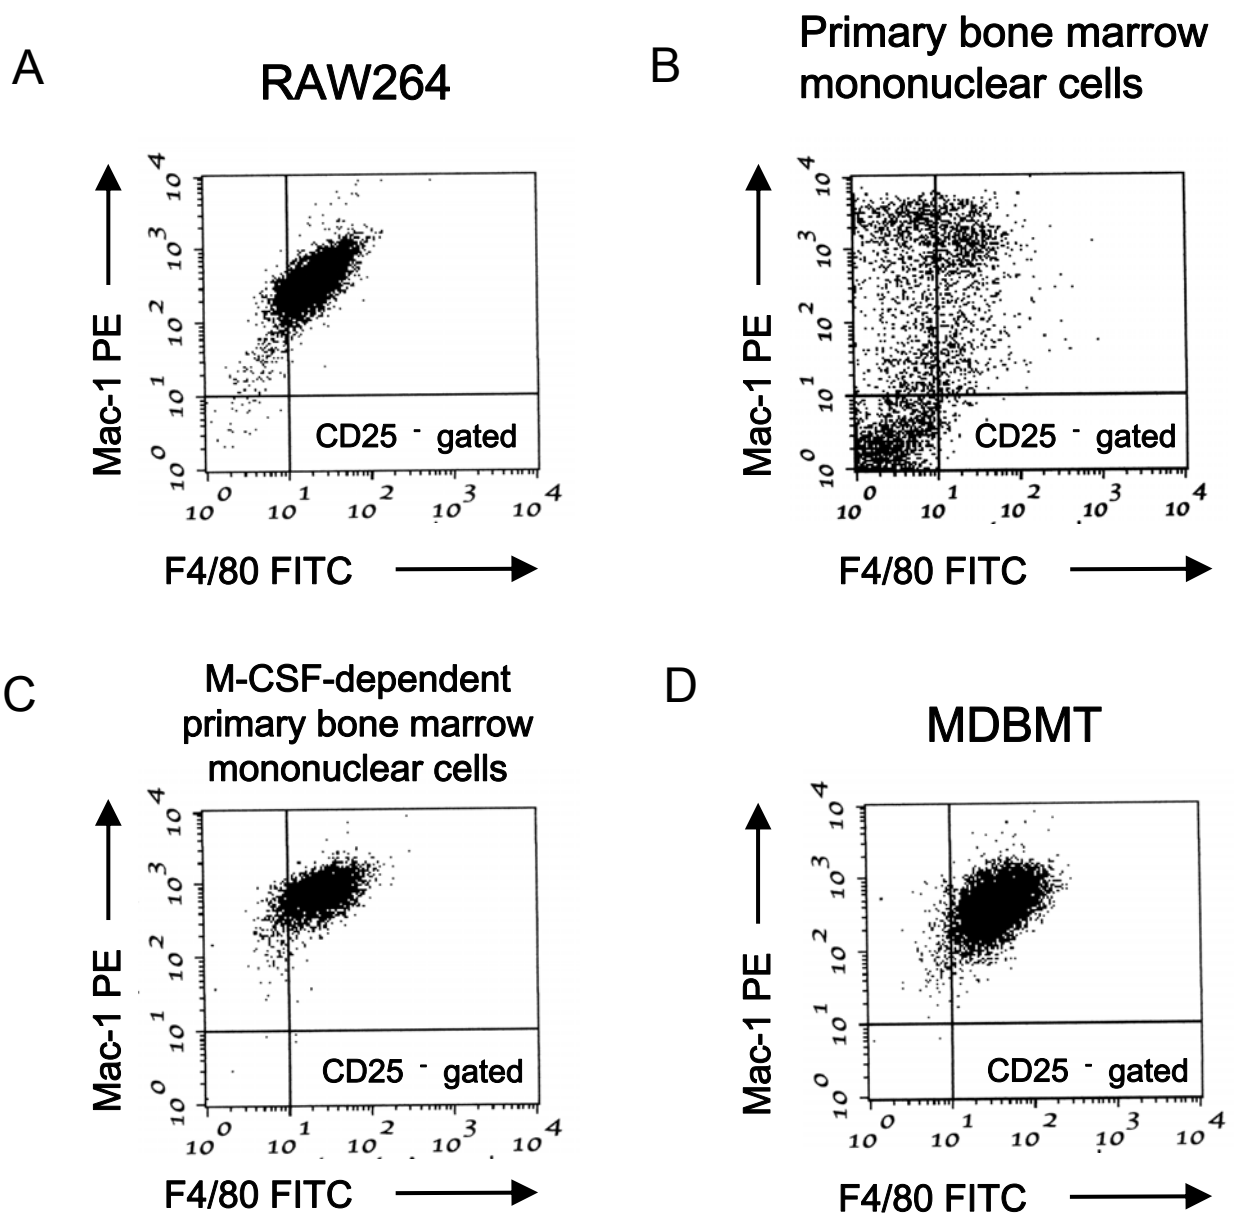 A
RAW264
Mac-1 PE
10 4
10 3
10 2
10 1
10 0
CD25 - gated
10 0 10 1 10 2 10 3 10 4
F4/80 FITC
B
Primary bone marrow
mononuclear cells
Mac-1 PE
10 4
10 3
10 2
10 1
10 0
CD25 - gated
10 0 10 1 10 2 10 3 10 4
F4/80 FITC
C
M-CSF-dependent
primary bone marrow
mononuclear cells
Mac-1 PE
10 4
10 3
10 2
10 1
10 0
CD25 - gated
10 0 10 1 10 2 10 3 10 4
F4/80 FITC
D
MDBMT
Mac-1 PE
10 4
10 3
10 2
10 1
10 0
CD25 - gated
10 0 10 1 10 2 10 3 10 4
F4/80 FITC